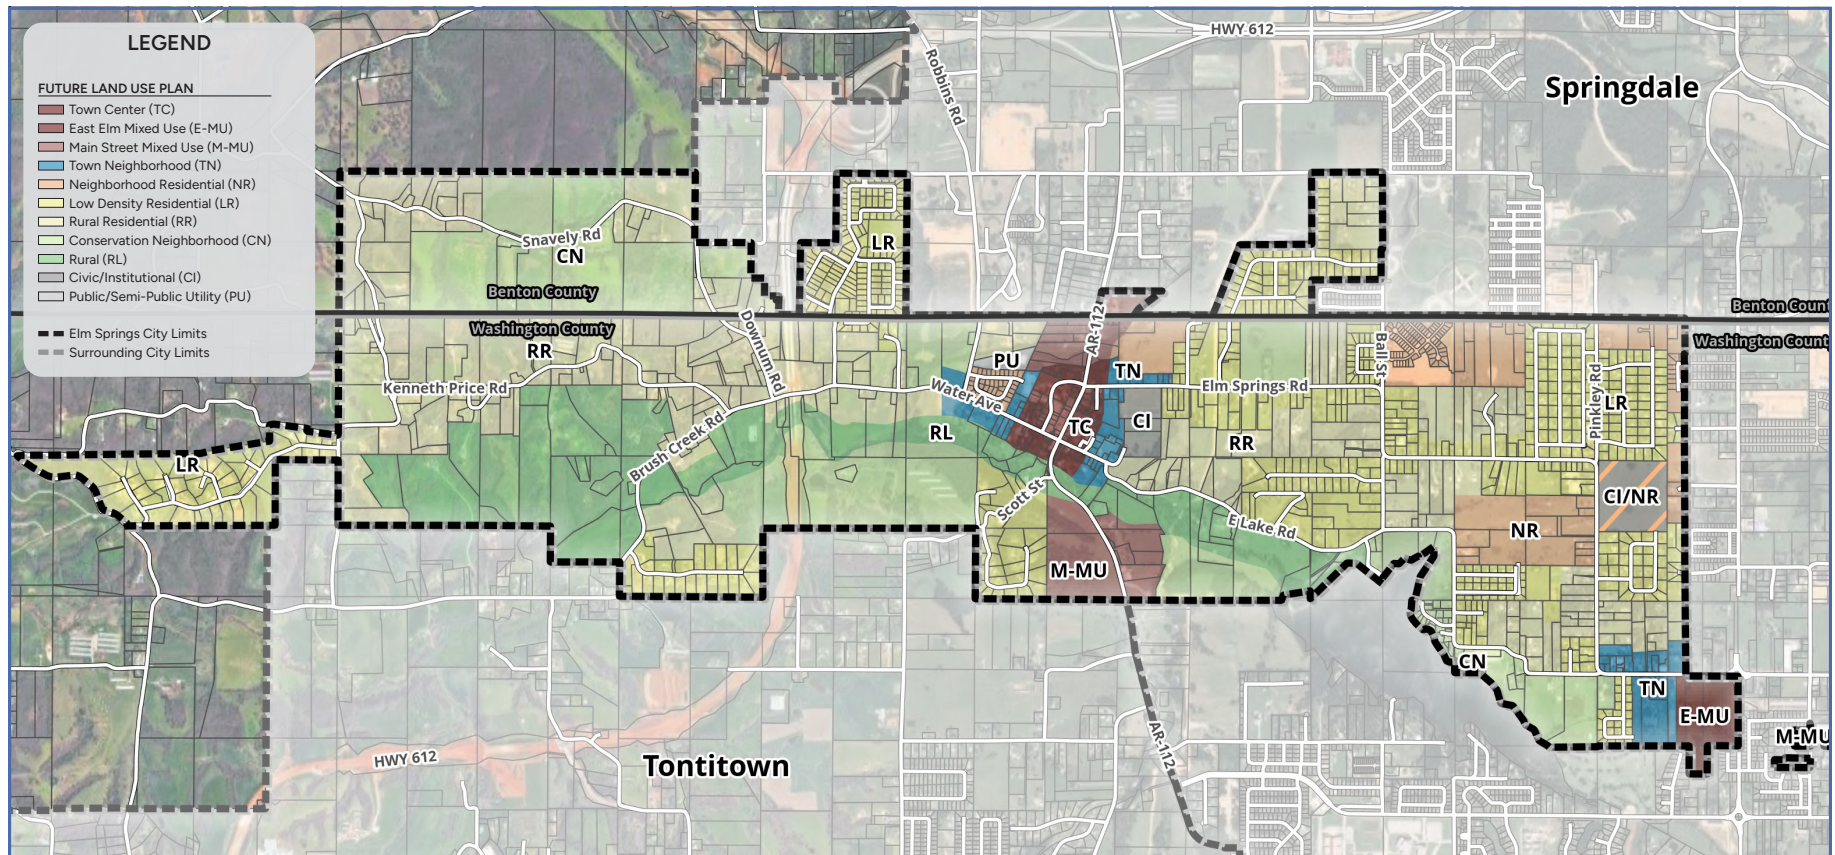 LEGEND
FUTURE LAND USE PLAN
Town Center (TC)
East Elm Mixed Use (E-MU)
Main Street Mixed Use (M-MU)
Town Neighborhood (TN)
Neighborhood Residential (NR)
Low Density Residential (LR)
Rural Residential (RR)
Conservation Neighborhood (CN)
Rural (RL)
Civic/Institutional (CI)
Public/Semi-Public Utility (PU)
Elm Springs City Limits
Surrounding City Limits
HWY 612
Robbins Rd
Springdale
Snavely Rd
CN
LR
Benton County
Benton Count
Washington County
Washington Count
RR
Downum Rd
AR-112
Ball St
PU
TN
Kenneth Price Rd
Water Ave
Elm Springs Rd
Pinkley Rd
LR
Brush Creek Rd
RL
TC
CI
RR
LR
Scott St
CI/NR
E Lake Rd
NR
M-MU
CN
TN
E-MU
M-MU
AR-112
HWY 612
Tontitown